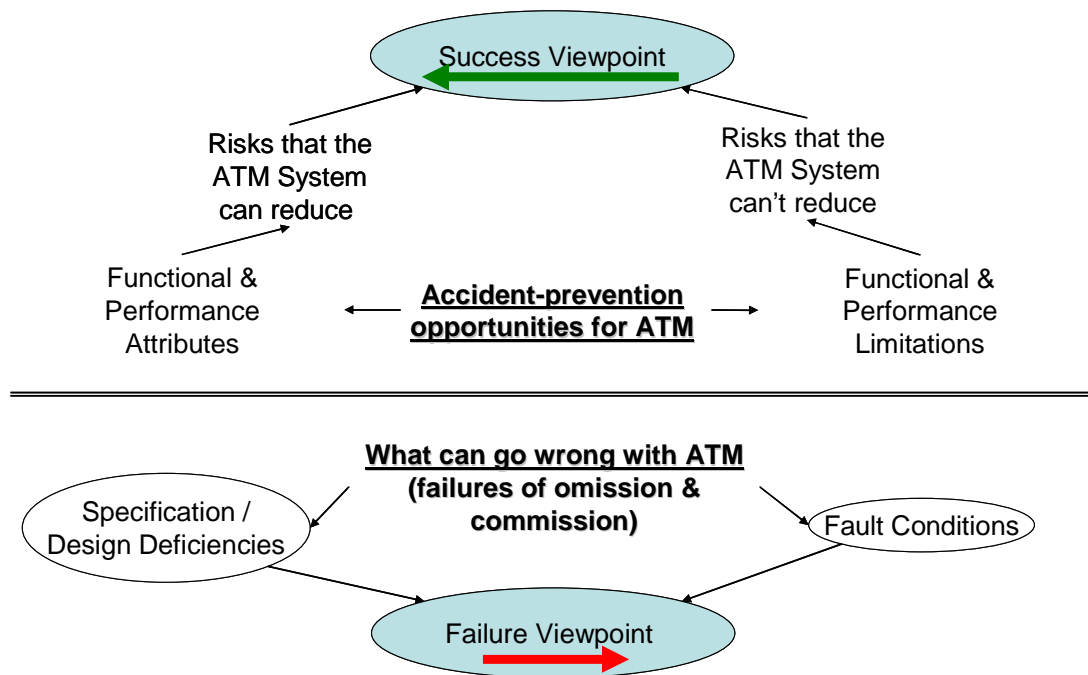 Success Viewpoint
Risks that the
ATM System
can reduce
Risks that the
ATM System
can't reduce
Functional &
Performance
Attributes
Accident-prevention
opportunities for ATM
Functional &
Performance
Limitations
What can go wrong with ATM
(failures of omission &
commission)
Specification /
Design Deficiencies
Fault Conditions
Failure Viewpoint